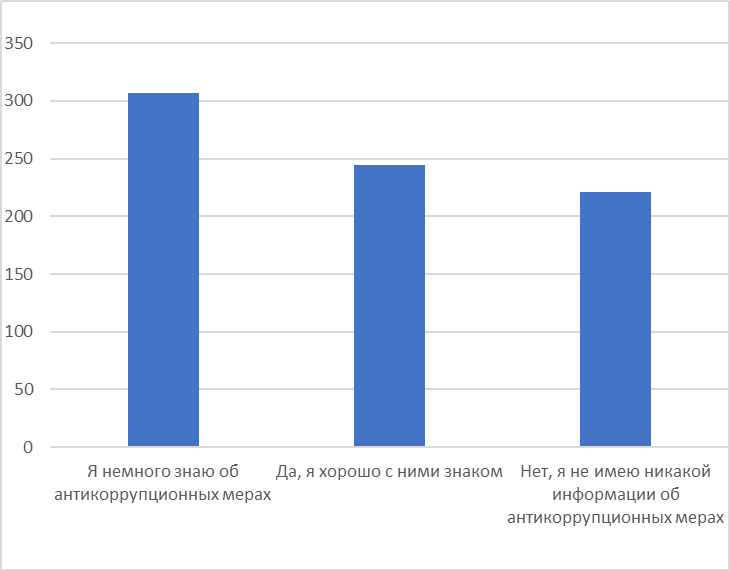 350
300
250
200
150
100
50
0
Я немного знаю об
антикоррупционных мерах
Да, я хорошо с ними знаком
Нет, я не имею никакой
информации об
антикоррупционных мерах